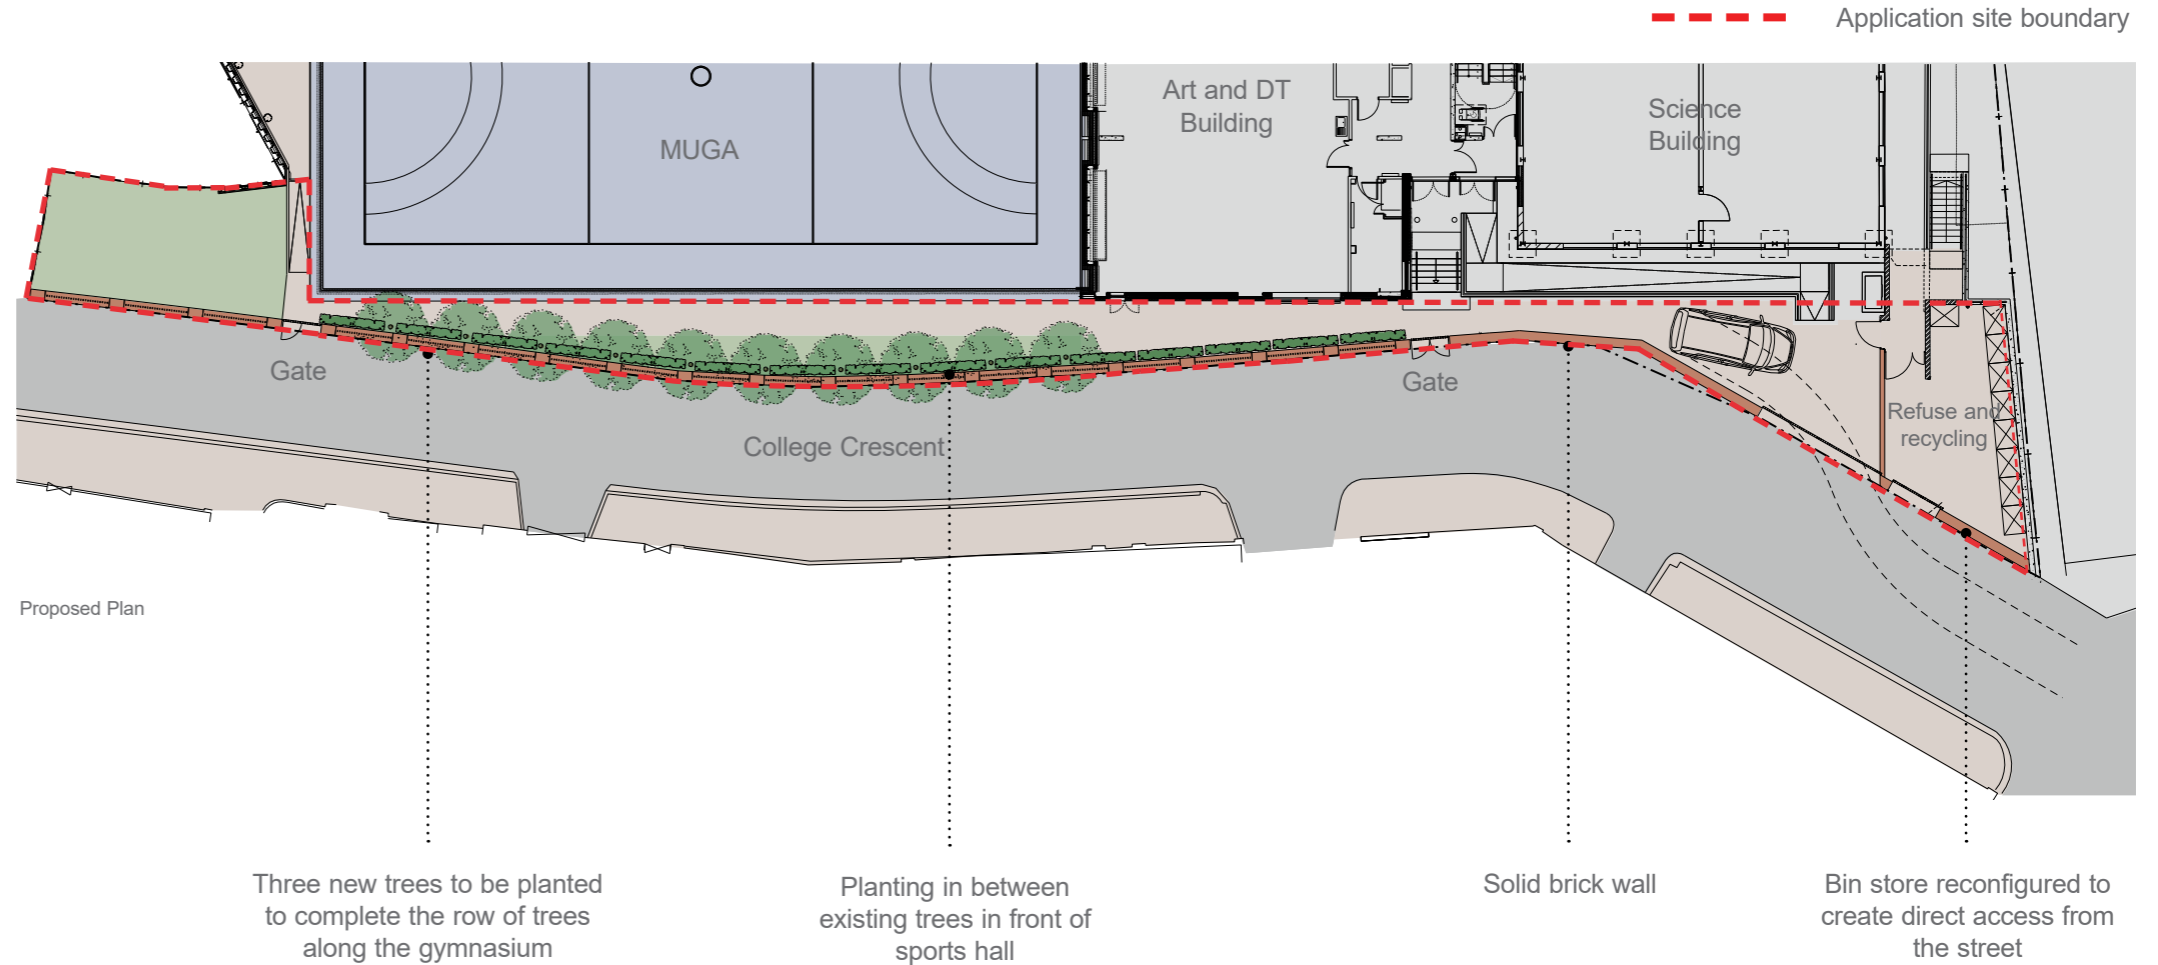 Application site boundary
Art and DT
Building
Science
Building
MUGA
Gate
Gate
Refuse and
recycling
College Crescent
Proposed Plan
Three new trees to be planted
to complete the row of trees
along the gymnasium
Planting in between
existing trees in front of
sports hall
Solid brick wall
Bin store reconfigured to
create direct access from
the street